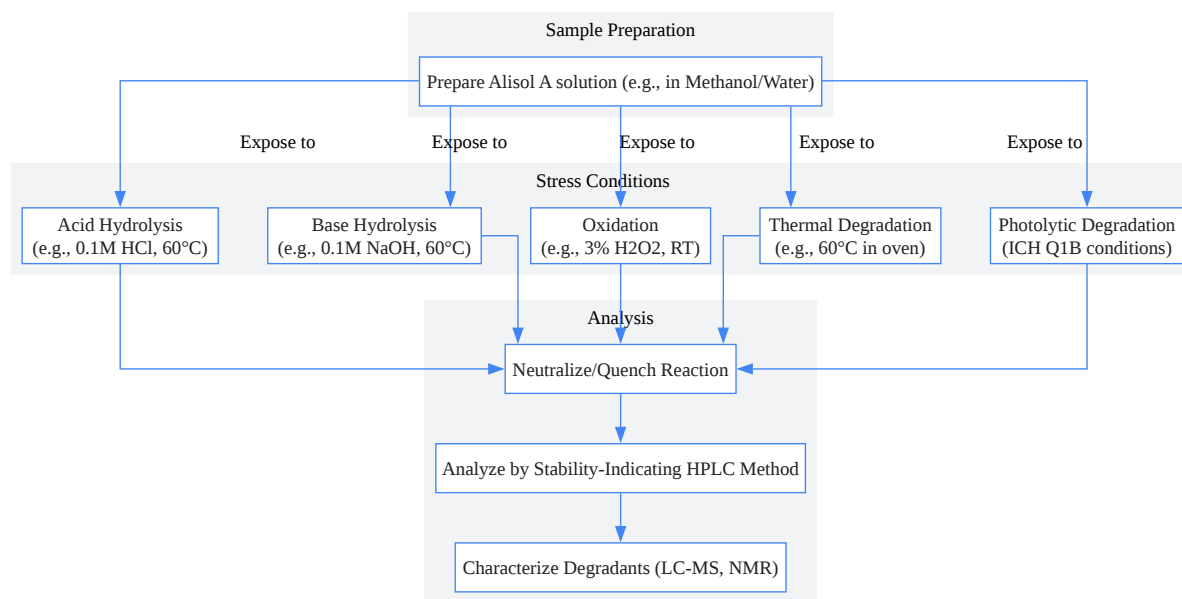 Sample Preparation
Prepare Alisol A solution (e.g., in Methanol/Water)
Expose to
Expose to
Expose to
Expose to
Expose to
Stress Conditions
Acid Hydrolysis
(e.g., 0.1M HCl, 60°C)
Base Hydrolysis
(e.g., 0.1M NaOH, 60°C)
Oxidation
(e.g., 3% H2O2, RT)
Thermal Degradation
(e.g., 60°C in oven)
Photolytic Degradation
(ICH Q1B conditions)
Analysis
Neutralize/Quench Reaction
Analyze by Stability-Indicating HPLC Method
Characterize Degradants (LC-MS, NMR)